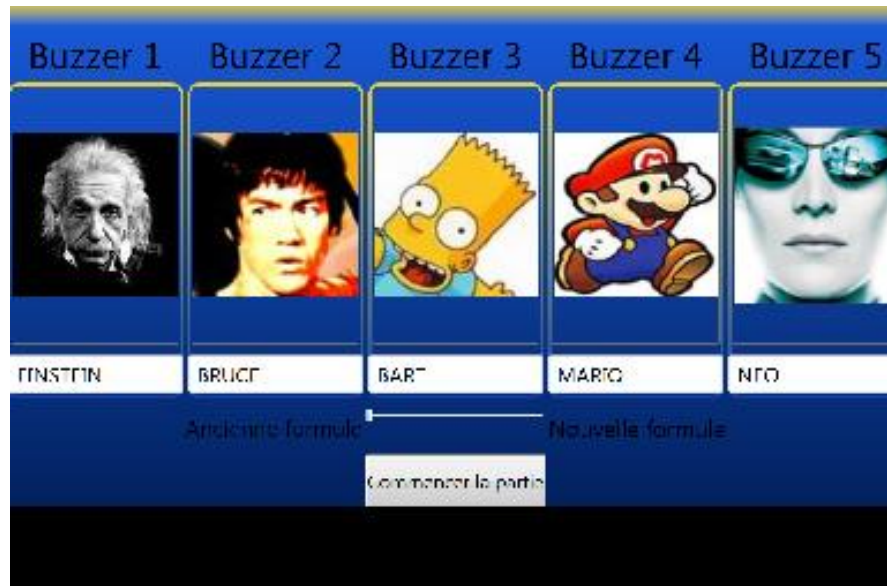 Buzzer 1 Buzzer 2 Buzzer 3 Buzzer 4 Buzzer 5
M
EINSTEIN BRUCE BART MARIO NEO
Ancienne formule Nouvelle formule
Commencer la partie